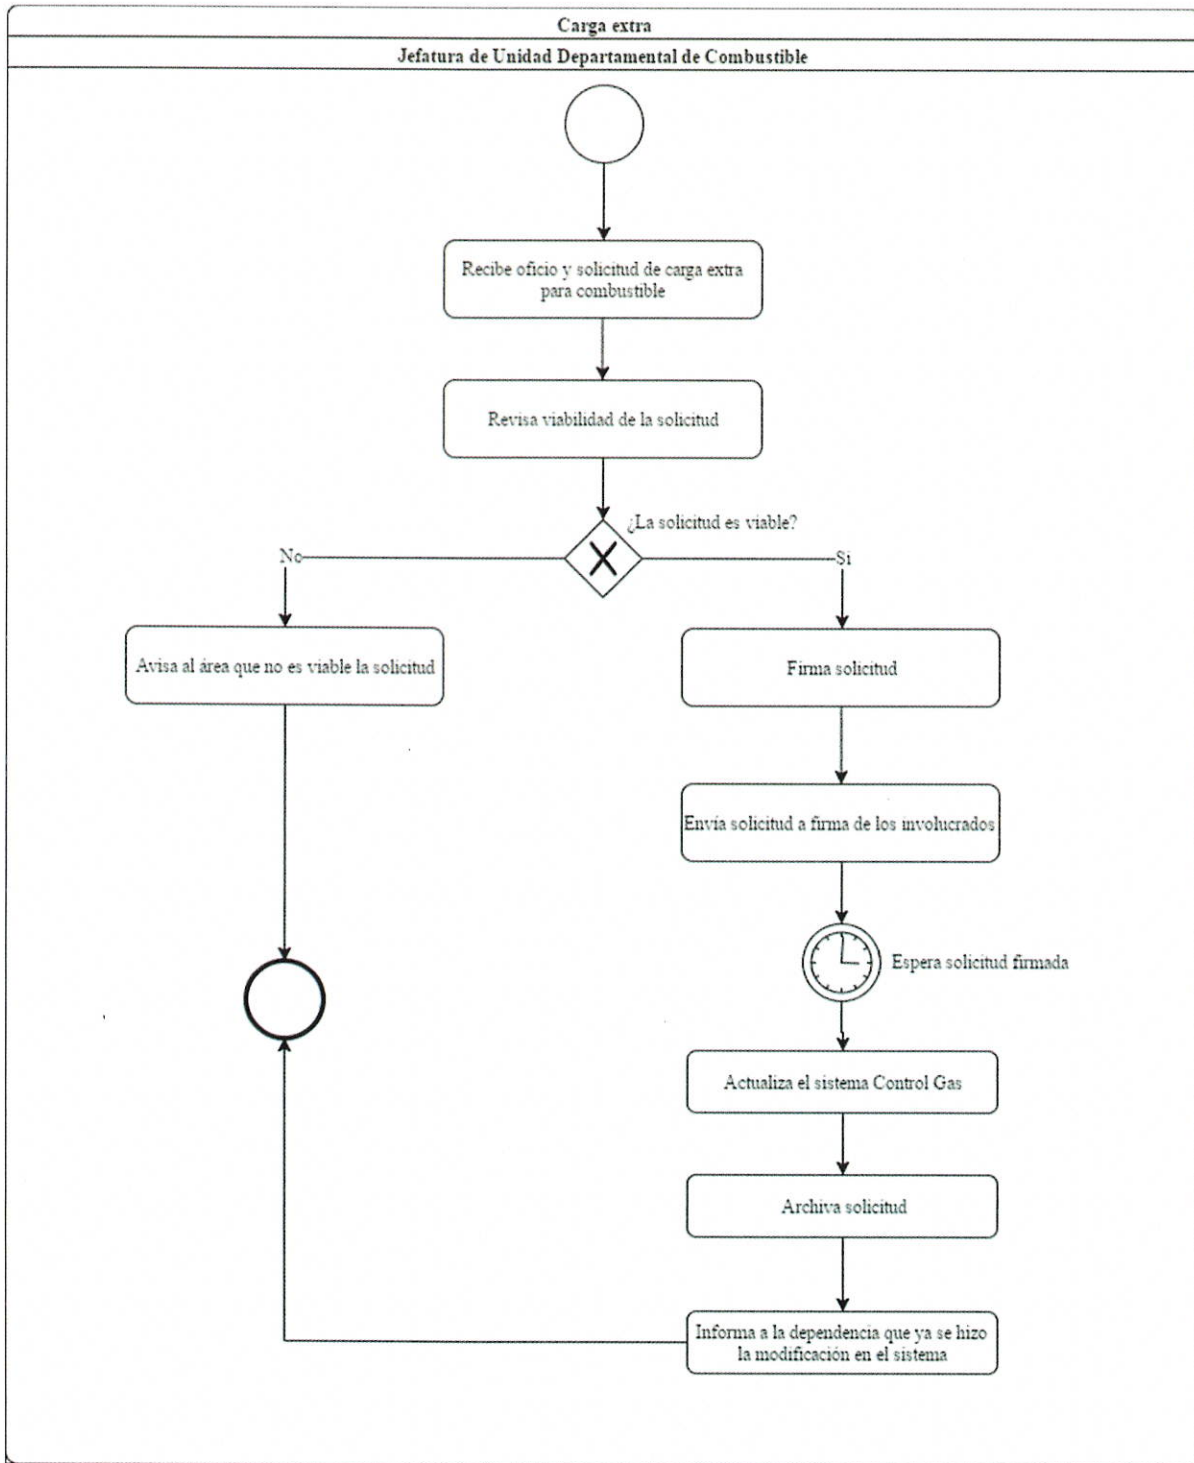 Carga extra
Jefatura de Unidad Departamental de Combustible
Recibe oficio y solicitud de carga extra
para combustible
Revisa viabilidad de la solicitud
¿La solicitud es viable?
No
Si
Avisa al área que no es viable la solicitud
Firma solicitud
Envía solicitud a firma de los involucrados
Espera solicitud firmada
Actualiza el sistema Control Gas
Archiva solicitud
Informa a la dependencia que ya se hizo
la modificación en el sistema